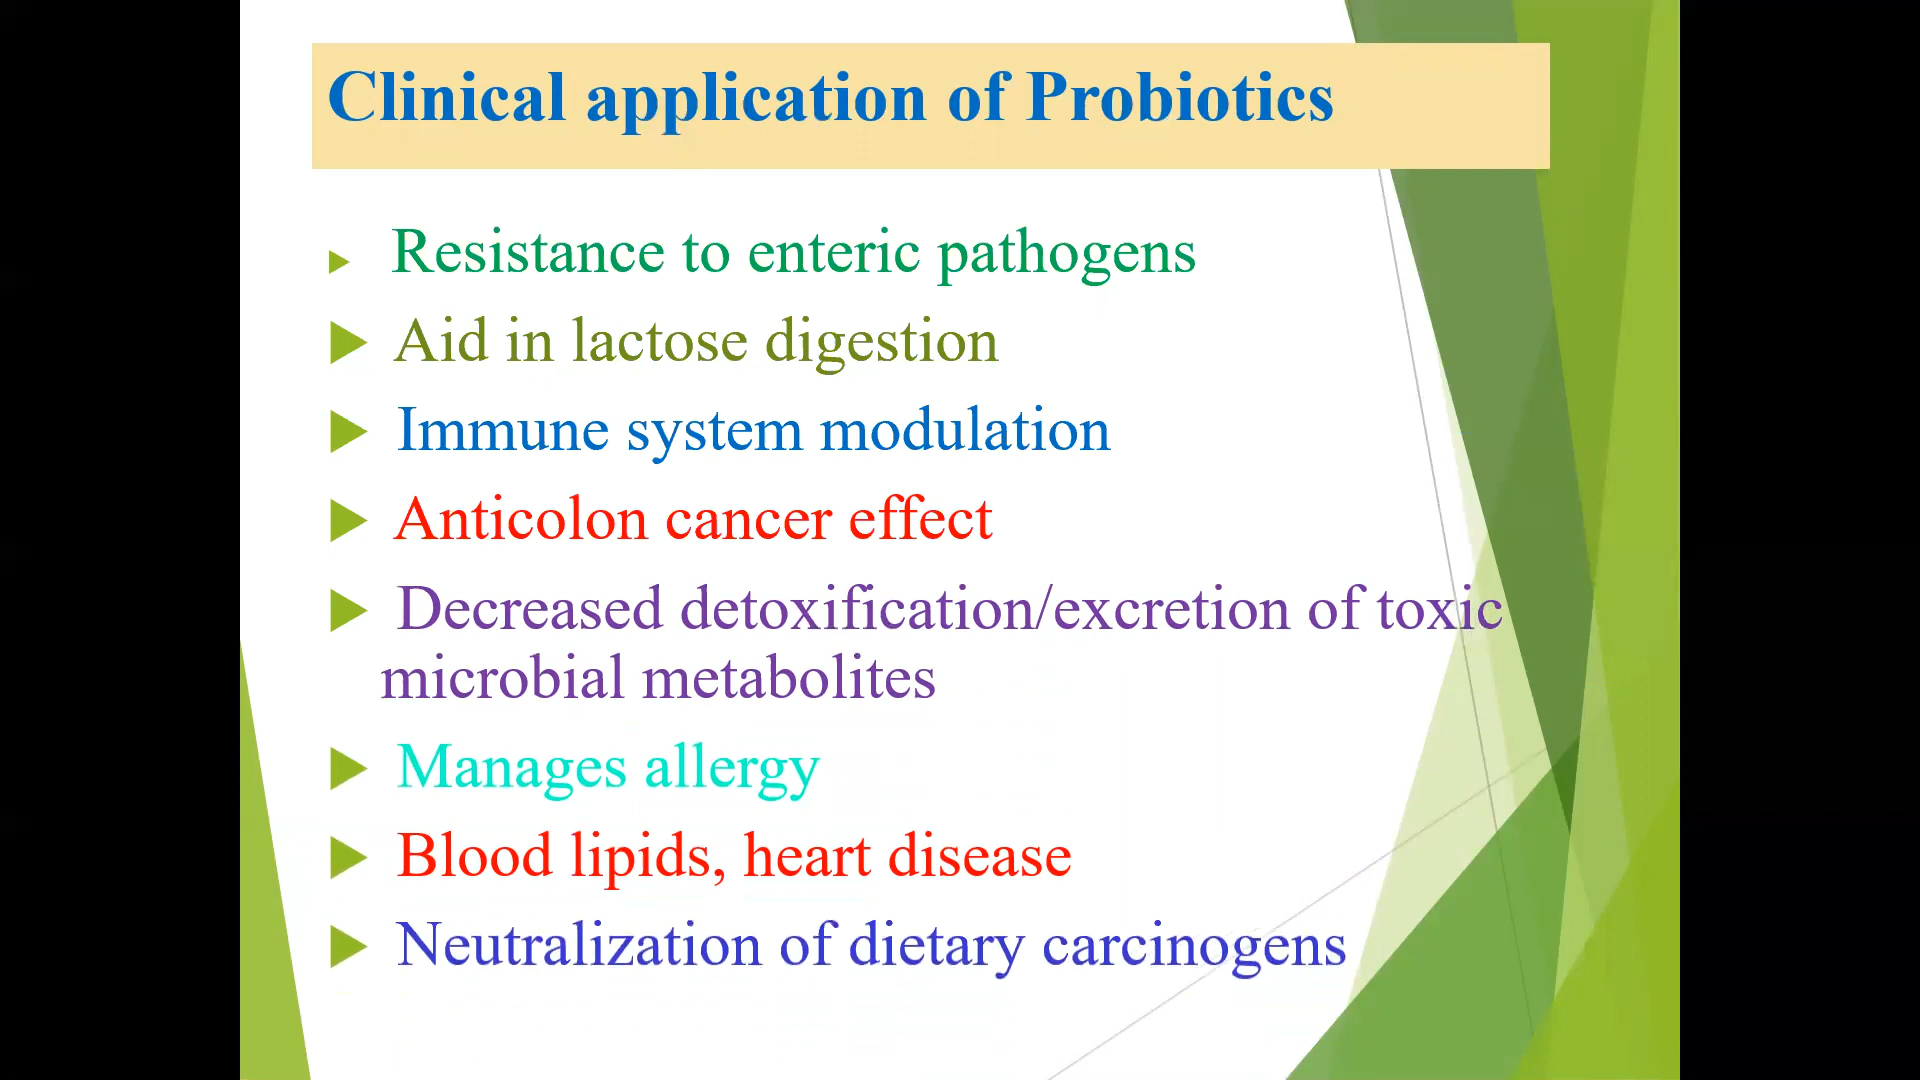 Clinical application of Probiotics
Resistance to enteric pathogens
Aid in lactose digestion
Immune system modulation
Anticolon cancer effect
Decreased detoxification/excretion of toxic
microbial metabolites
Manages allergy
Blood lipids, heart disease
Neutralization of dietary carcinogens